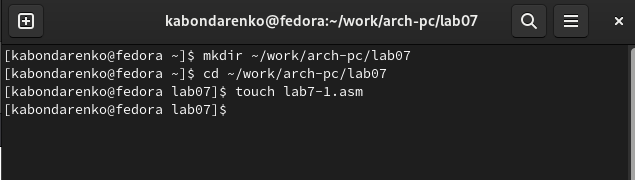 kabondarenko@fedora:~/work/arch-pc/lab07
[kabondarenko@fedora ~]$ mkdir ~/work/arch-pc/lab07
[kabondarenko@fedora ~]$ cd ~/work/arch-pc/lab07
[kabondarenko@fedora lab07]$ touch lab7-1.asm
[kabondarenko@fedora lab07]$